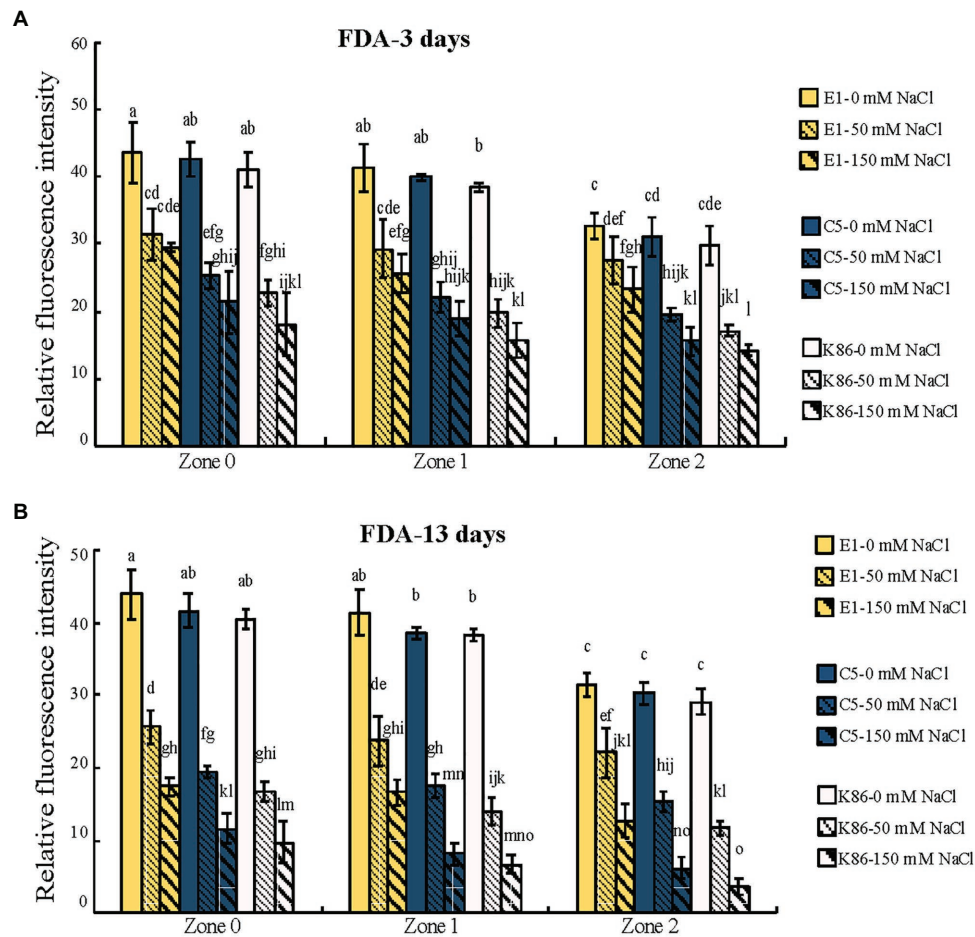 A
FDA-3 days
Relative fluorescence intensity
60
50
40
30
20
10
0
a
cd
cde
ab
efg
ghij
ab
fghi
ijkl
ab
cde
efg
ab
ghij
hijk
b
hijk
kl
c
def
fgh
cd
hijk
kl
cde
jkl
l
Zone 0
Zone 1
Zone 2
E1-0 mM NaCl
E1-50 mM NaCl
E1-150 mM NaCl
C5-0 mM NaCl
C5-50 mM NaCl
C5-150 mM NaCl
K86-0 mM NaCl
K86-50 mM NaCl
K86-150 mM NaCl
B
FDA-13 days
Relative fluorescence intensity
50
40
30
20
10
0
a
d
gh
ab
fg
kl
ab
ghi
lm
ab
de
ghi
b
gh
mn
b
ijk
mno
c
ef
jkl
c
hij
no
c
kl
o
Zone 0
Zone 1
Zone 2
E1-0 mM NaCl
E1-50 mM NaCl
E1-150 mM NaCl
C5-0 mM NaCl
C5-50 mM NaCl
C5-150 mM NaCl
K86-0 mM NaCl
K86-50 mM NaCl
K86-150 mM NaCl